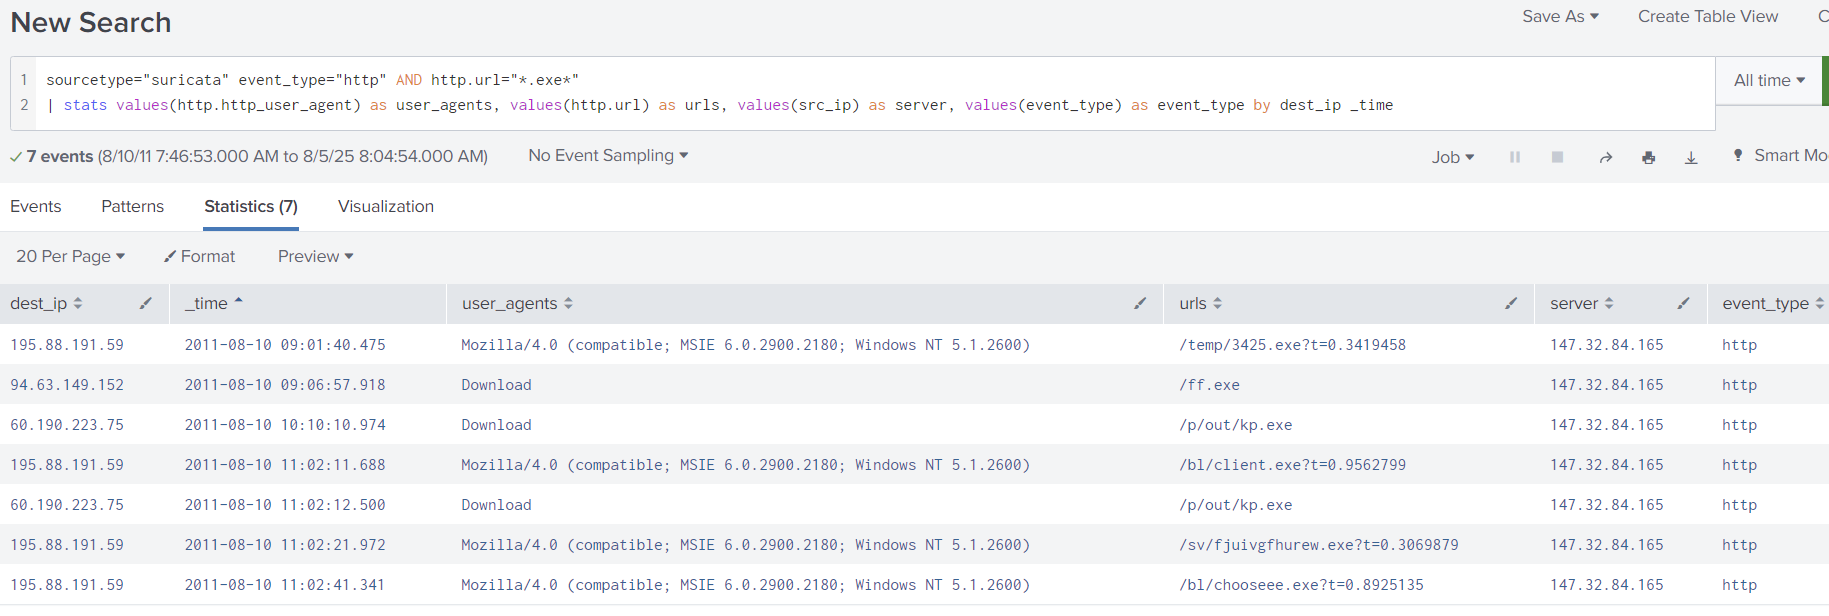 New Search
Save As Create Table View C
1 sourcetype="suricata" event_type="http" AND http.url="*.exe*"
2 | stats values(http.http_user_agent) as user_agents, values(http.url) as urls, values(src_ip) as server, values(event_type) as event_type by dest_ip _time
All time
7 events (8/10/11 7:46:53.000 AM to 8/5/25 8:04:54.000 AM) No Event Sampling
Job Smart Mo
Events Patterns Statistics (7) Visualization
20 Per Page Format Preview
dest_ip _time user_agents urls server event_type
195.88.191.59 2011-08-10 09:01:40.475 Mozilla/4.0 (compatible; MSIE 6.0.2900.2180; Windows NT 5.1.2600) /temp/3425.exe?t=0.3419458 147.32.84.165 http
94.63.149.152 2011-08-10 09:06:57.918 Download /ff.exe 147.32.84.165 http
60.190.223.75 2011-08-10 10:10:10.974 Download /p/out/kp.exe 147.32.84.165 http
195.88.191.59 2011-08-10 11:02:11.688 Mozilla/4.0 (compatible; MSIE 6.0.2900.2180; Windows NT 5.1.2600) /bl/client.exe?t=0.9562799 147.32.84.165 http
60.190.223.75 2011-08-10 11:02:12.500 Download /p/out/kp.exe 147.32.84.165 http
195.88.191.59 2011-08-10 11:02:21.972 Mozilla/4.0 (compatible; MSIE 6.0.2900.2180; Windows NT 5.1.2600) /sv/fjuivgfhurew.exe?t=0.3069879 147.32.84.165 http
195.88.191.59 2011-08-10 11:02:41.341 Mozilla/4.0 (compatible; MSIE 6.0.2900.2180; Windows NT 5.1.2600) /bl/chooseee.exe?t=0.8925135 147.32.84.165 http